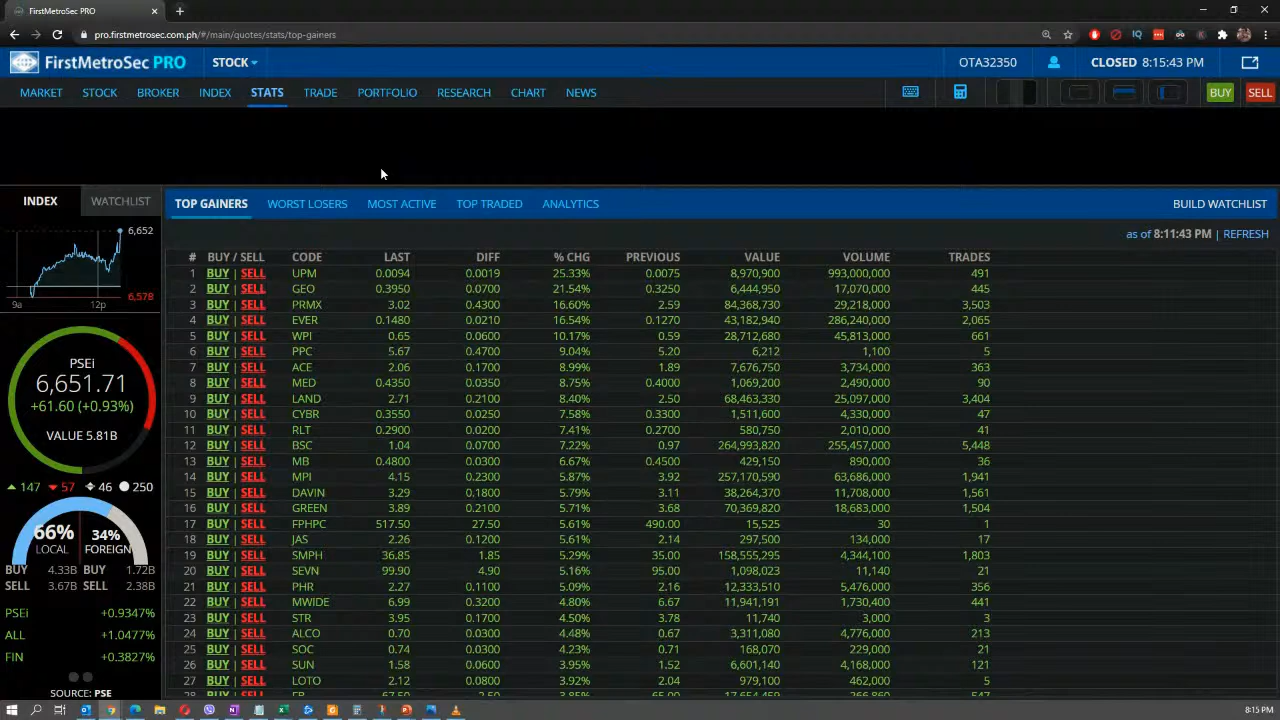 FirstMetroSec PRO
pro.firstmetrosec.com.ph/#/main/quotes/stats/top-gainers
FirstMetroSec PRO STOCK OTA32350 CLOSED 8:15:43 PM
MARKET STOCK BROKER INDEX STATS TRADE PORTFOLIO RESEARCH CHART NEWS BUY SELL
INDEX WATCHLIST
6,652
9a 12p 6,578
PSEi
6,651.71
+61.60 (+0.93%)
VALUE 5.81B
147 57 46 250
66% LOCAL 34% FOREIGN
BUY 4.33B BUY 1.72B
SELL 3.67B SELL 2.38B
PSEi +0.9347%
ALL +1.0477%
FIN +0.3827%
SOURCE: PSE
TOP GAINERS WORST LOSERS MOST ACTIVE TOP TRADED ANALYTICS BUILD WATCHLIST
as of 8:11:43 PM | REFRESH
# BUY / SELL CODE LAST DIFF % CHG PREVIOUS VALUE VOLUME TRADES
1 BUY | SELL UPM 0.0094 0.0019 25.33% 0.0075 8,970,900 993,000,000 491
2 BUY | SELL GEO 0.3950 0.0700 21.54% 0.3250 6,444,950 17,070,000 445
3 BUY | SELL PRMX 3.02 0.4300 16.60% 2.59 84,368,730 29,218,000 3,503
4 BUY | SELL EVER 0.1480 0.0210 16.54% 0.1270 43,182,940 286,240,000 2,065
5 BUY | SELL WPI 0.65 0.0600 10.17% 0.59 28,712,680 45,813,000 661
6 BUY | SELL PPC 5.67 0.4700 9.04% 5.20 6,212 1,100 5
7 BUY | SELL ACE 2.06 0.1700 8.99% 1.89 7,676,750 3,734,000 363
8 BUY | SELL MED 0.4350 0.0350 8.75% 0.4000 1,069,200 2,490,000 90
9 BUY | SELL LAND 2.71 0.2100 8.40% 2.50 68,463,330 25,097,000 3,404
10 BUY | SELL CYBR 0.3550 0.0250 7.58% 0.3300 1,511,600 4,330,000 47
11 BUY | SELL RLT 0.2900 0.0200 7.41% 0.2700 580,750 2,010,000 41
12 BUY | SELL BSC 1.04 0.0700 7.22% 0.97 264,993,820 255,457,000 5,448
13 BUY | SELL MB 0.4800 0.0300 6.67% 0.4500 429,150 890,000 36
14 BUY | SELL MPI 4.15 0.2300 5.87% 3.92 257,170,590 63,686,000 1,941
15 BUY | SELL DAVIN 3.29 0.1800 5.79% 3.11 38,264,370 11,708,000 1,561
16 BUY | SELL GREEN 3.89 0.2100 5.71% 3.68 70,369,820 18,683,000 1,504
17 BUY | SELL FPHPC 517.50 27.50 5.61% 490.00 15,525 30 1
18 BUY | SELL JAS 2.26 0.1200 5.61% 2.14 297,500 134,000 17
19 BUY | SELL SMPH 36.85 1.85 5.29% 35.00 158,555,295 4,344,100 1,803
20 BUY | SELL SEVN 99.90 4.90 5.16% 95.00 1,098,023 11,140 21
21 BUY | SELL PHR 2.27 0.1100 5.09% 2.16 12,333,510 5,476,000 356
22 BUY | SELL MWIDE 6.99 0.3200 4.80% 6.67 11,941,191 1,730,400 441
23 BUY | SELL STR 3.95 0.1700 4.50% 3.78 11,740 3,000 3
24 BUY | SELL ALCO 0.70 0.0300 4.48% 0.67 3,311,080 4,776,000 213
25 BUY | SELL SOC 0.74 0.0300 4.23% 0.71 168,070 229,000 21
26 BUY | SELL SUN 1.58 0.0600 3.95% 1.52 6,601,140 4,168,000 121
27 BUY | SELL LOTO 2.12 0.0800 3.92% 2.04 979,100 462,000 5
28 BUY | SELL
8:15 PM